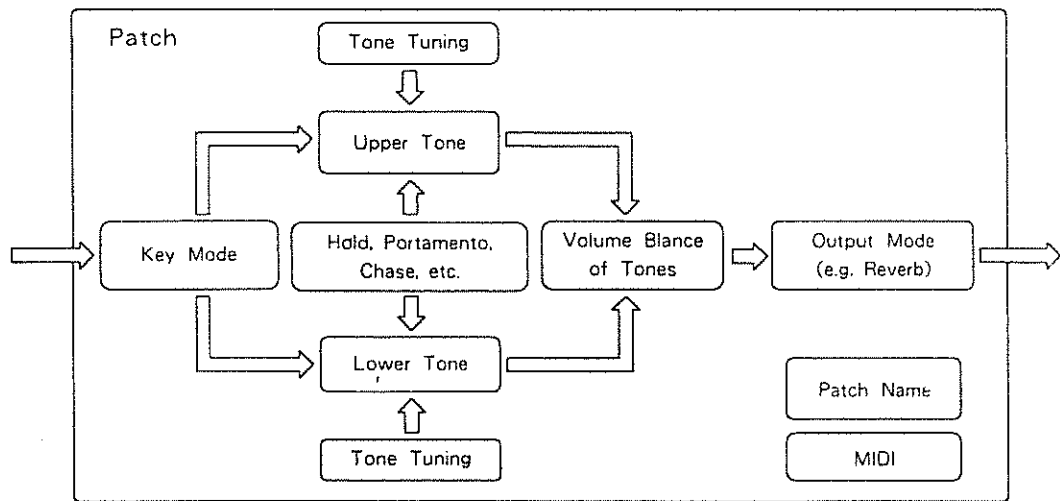 Patch
Tone Tuning
Upper Tone
Key Mode
Hold, Portamento,
Chase, etc.
Volume Blance
of Tones
Output Mode
(e.g. Reverb)
Lower Tone
Patch Name
Tone Tuning
MIDI